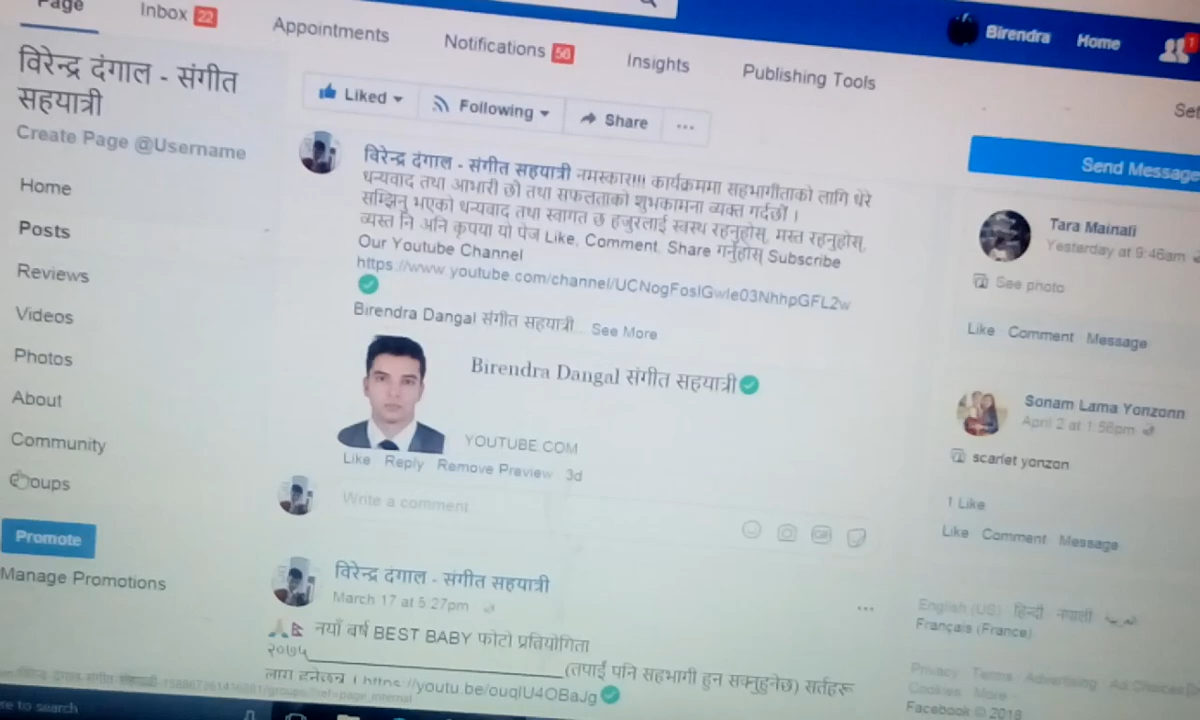 Page
Inbox 22
Appointments
Notifications 56
Insights
Publishing Tools
Birendra
Home
1
विरेन्द्र दंगाल - संगीत
सहयात्री
Create Page @Username
Home
Posts
Reviews
Videos
Photos
About
Community
Groups
Promote
Manage Promotions
Liked
Following
Share
विरेन्द्र दंगाल - संगीत सहयात्री नमस्कार!!! कार्यक्रममा सहभागीताको लागि धेरै
धन्यवाद तथा आभारी छौ तथा सफलताको शुभकामना व्यक्त गर्दछौं ।
सम्झिनु भएको धन्यवाद तथा स्वागत छ हजुरलाई स्वस्थ रहनुहोस्, मस्त रहनुहोस्,
व्यस्त नि अनि कृपया यो पेज Like, Comment, Share गर्नुहोस् Subscribe
Our Youtube Channel
https://www.youtube.com/channel/
Birendra Dangal संगीत सहयात्री... See More
Birendra Dangal संगीत सहयात्री
YOUTUBE.COM
Like Reply Remove Preview 3d
Write a comment
विरेन्द्र दंगाल - संगीत सहयात्री
March 17 at 5:27pm
नयाँ बर्ष BEST BABY फोटो प्रतियोगिता
२०७५
(तपाईं पनि सहभागी हुन सक्नुहुनेछ) सर्तहरू
https://youtu.be/ouqIU4OBaJg
Send Message
Tara Mainali
Yesterday at 9:46am
See photo
Like Comment Message
Sonam Lama Yonzonn
April 2 at 1:56pm
scarlet yonzon
1 Like
Like Comment Message
English (US) हिन्दी नेपाली
Français (France)
Privacy Terms Advertising Ad Choices
Cookies More
Facebook © 2018
re to search